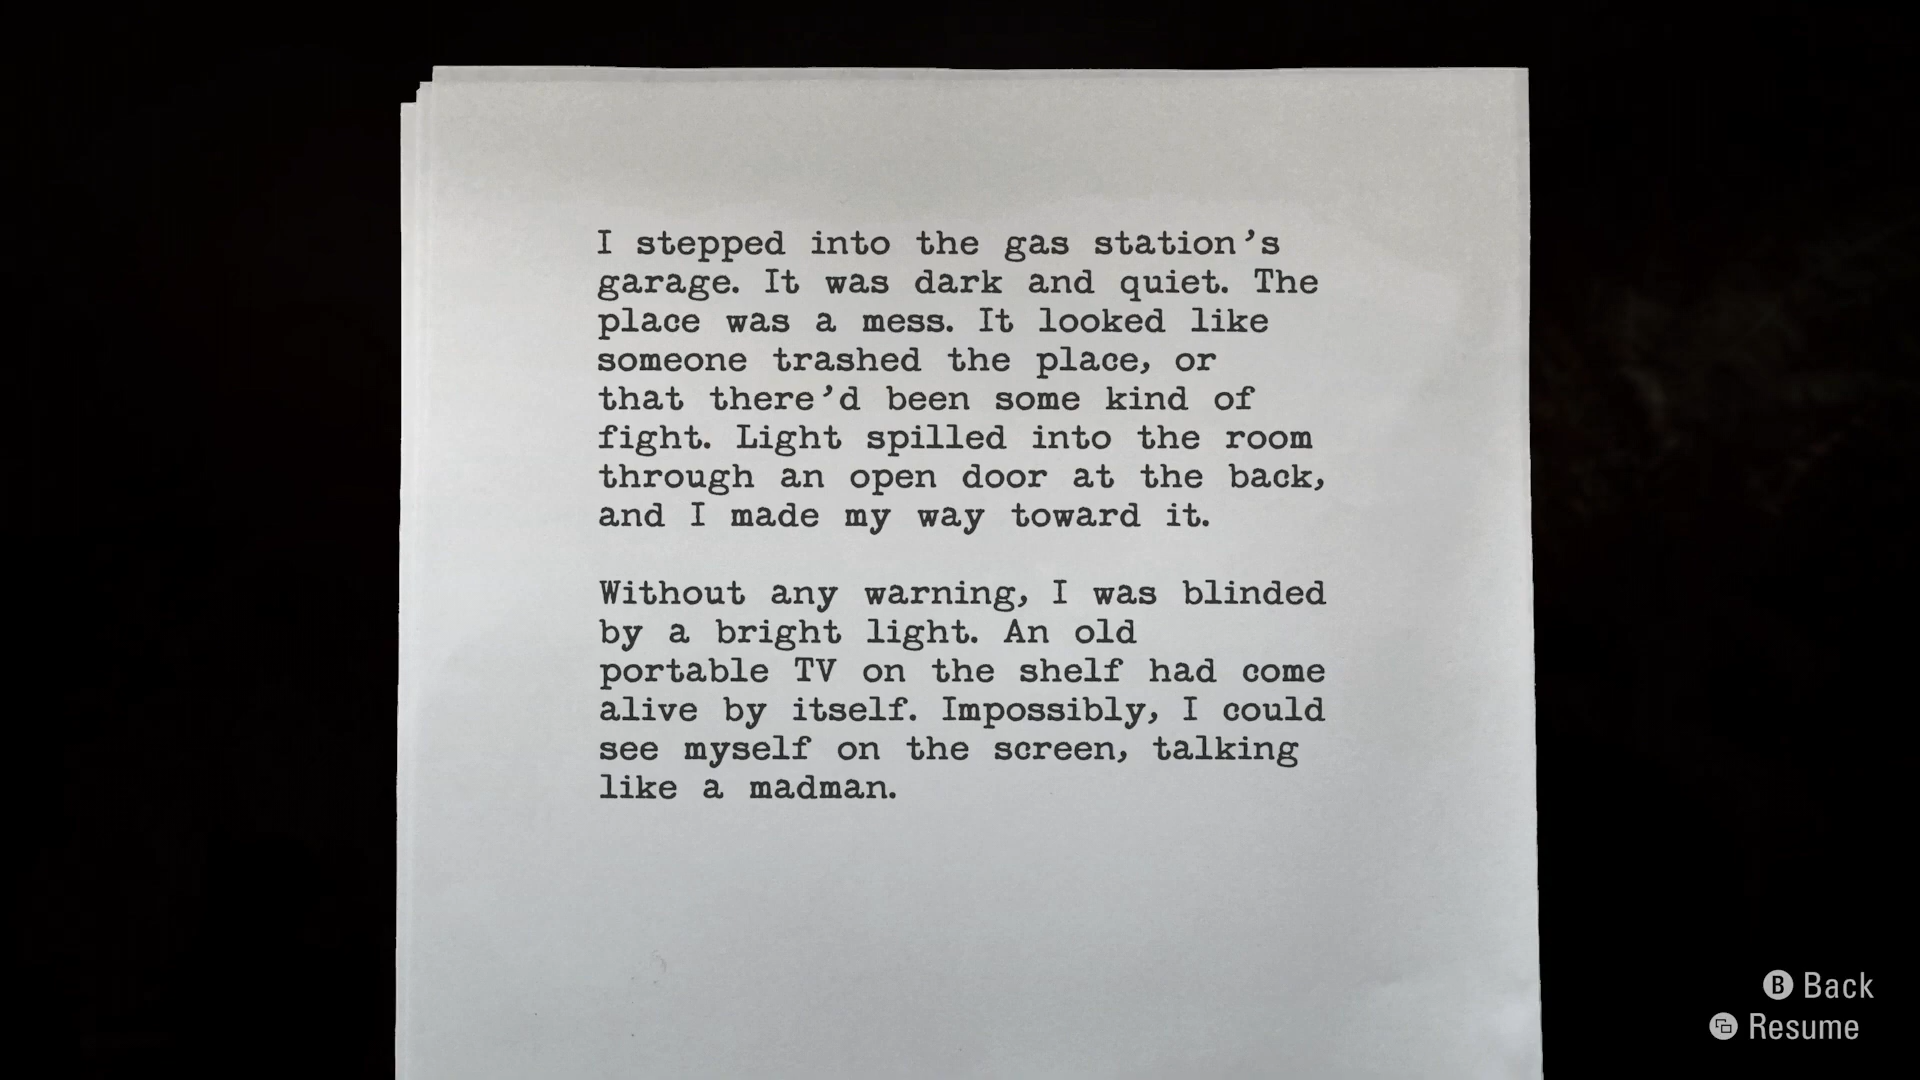 I stepped into the gas station’s
garage. It was dark and quiet. The
place was a mess. It looked like
someone trashed the place, or
that there’d been some kind of
fight. Light spilled into the room
through an open door at the back,
and I made my way toward it.
Without any warning, I was blinded
by a bright light. An old
portable TV on the shelf had come
alive by itself. Impossibly, I could
see myself on the screen, talking
like a madman.
B Back
Resume